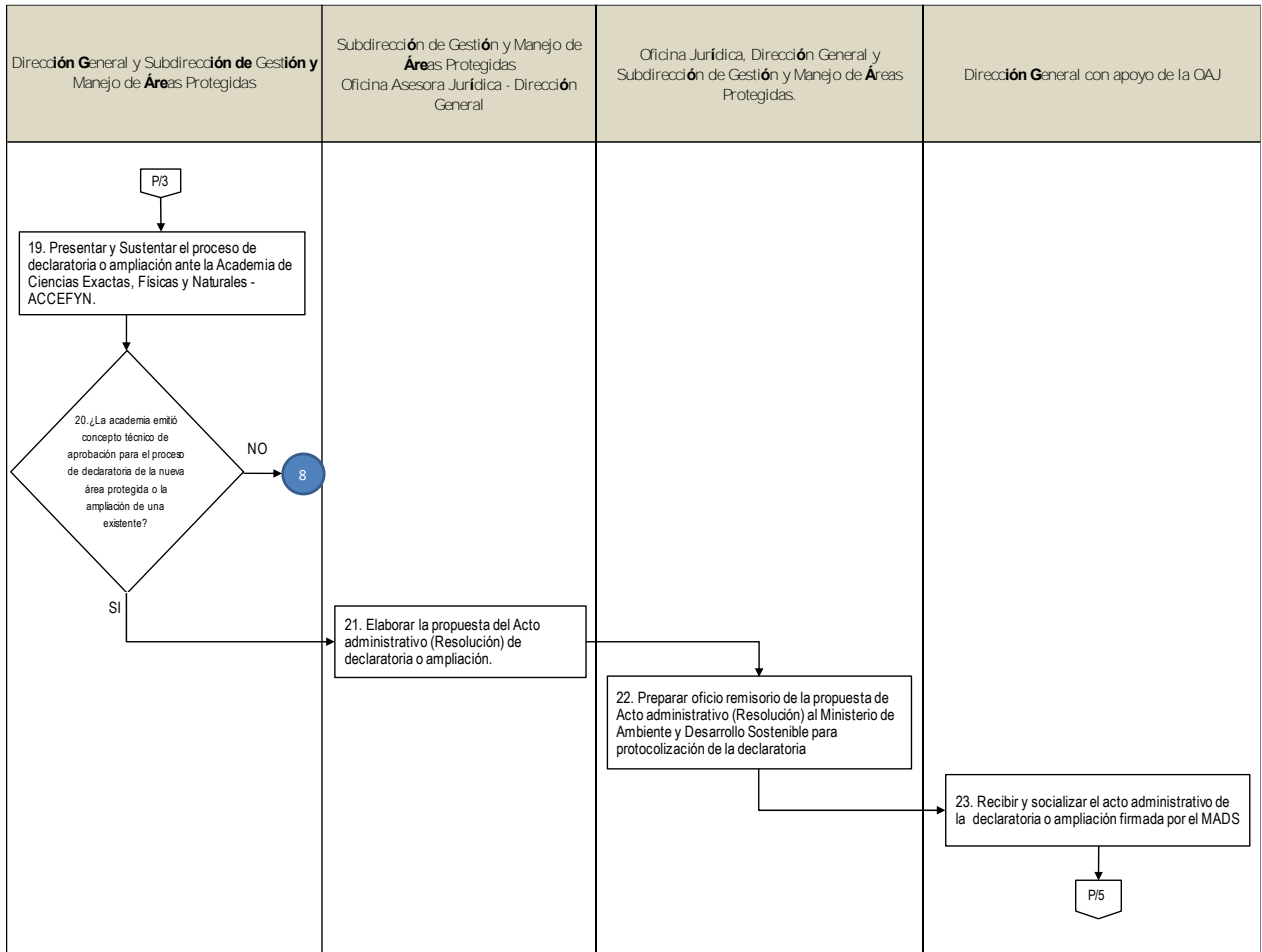 Dirección General y Subdirección de Gestión y
Manejo de Áreas Protegidas
Subdirección de Gestión y Manejo de
Áreas Protegidas
Oficina Asesora Jurídica - Dirección
General
Oficina Jurídica, Dirección General y
Subdirección de Gestión y Manejo de Áreas
Protegidas.
Dirección General con apoyo de la OAJ
P/3
19. Presentar y Sustentar el proceso de
declaratoria o ampliación ante la Academia de
Ciencias Exactas, Físicas y Naturales -
ACCEFYN.
20.¿La academia emitió
concepto técnico de
aprobación para el proceso
de declaratoria de la nueva
área protegida o la
ampliación de una
existente?
NO
8
SI
21. Elaborar la propuesta del Acto
administrativo (Resolución) de
declaratoria o ampliación.
22. Preparar oficio remisorio de la propuesta de
Acto administrativo (Resolución) al Ministerio de
Ambiente y Desarrollo Sostenible para
protocolización de la declaratoria
23. Recibir y socializar el acto administrativo de
la declaratoria o ampliación firmada por el MADS
P/5